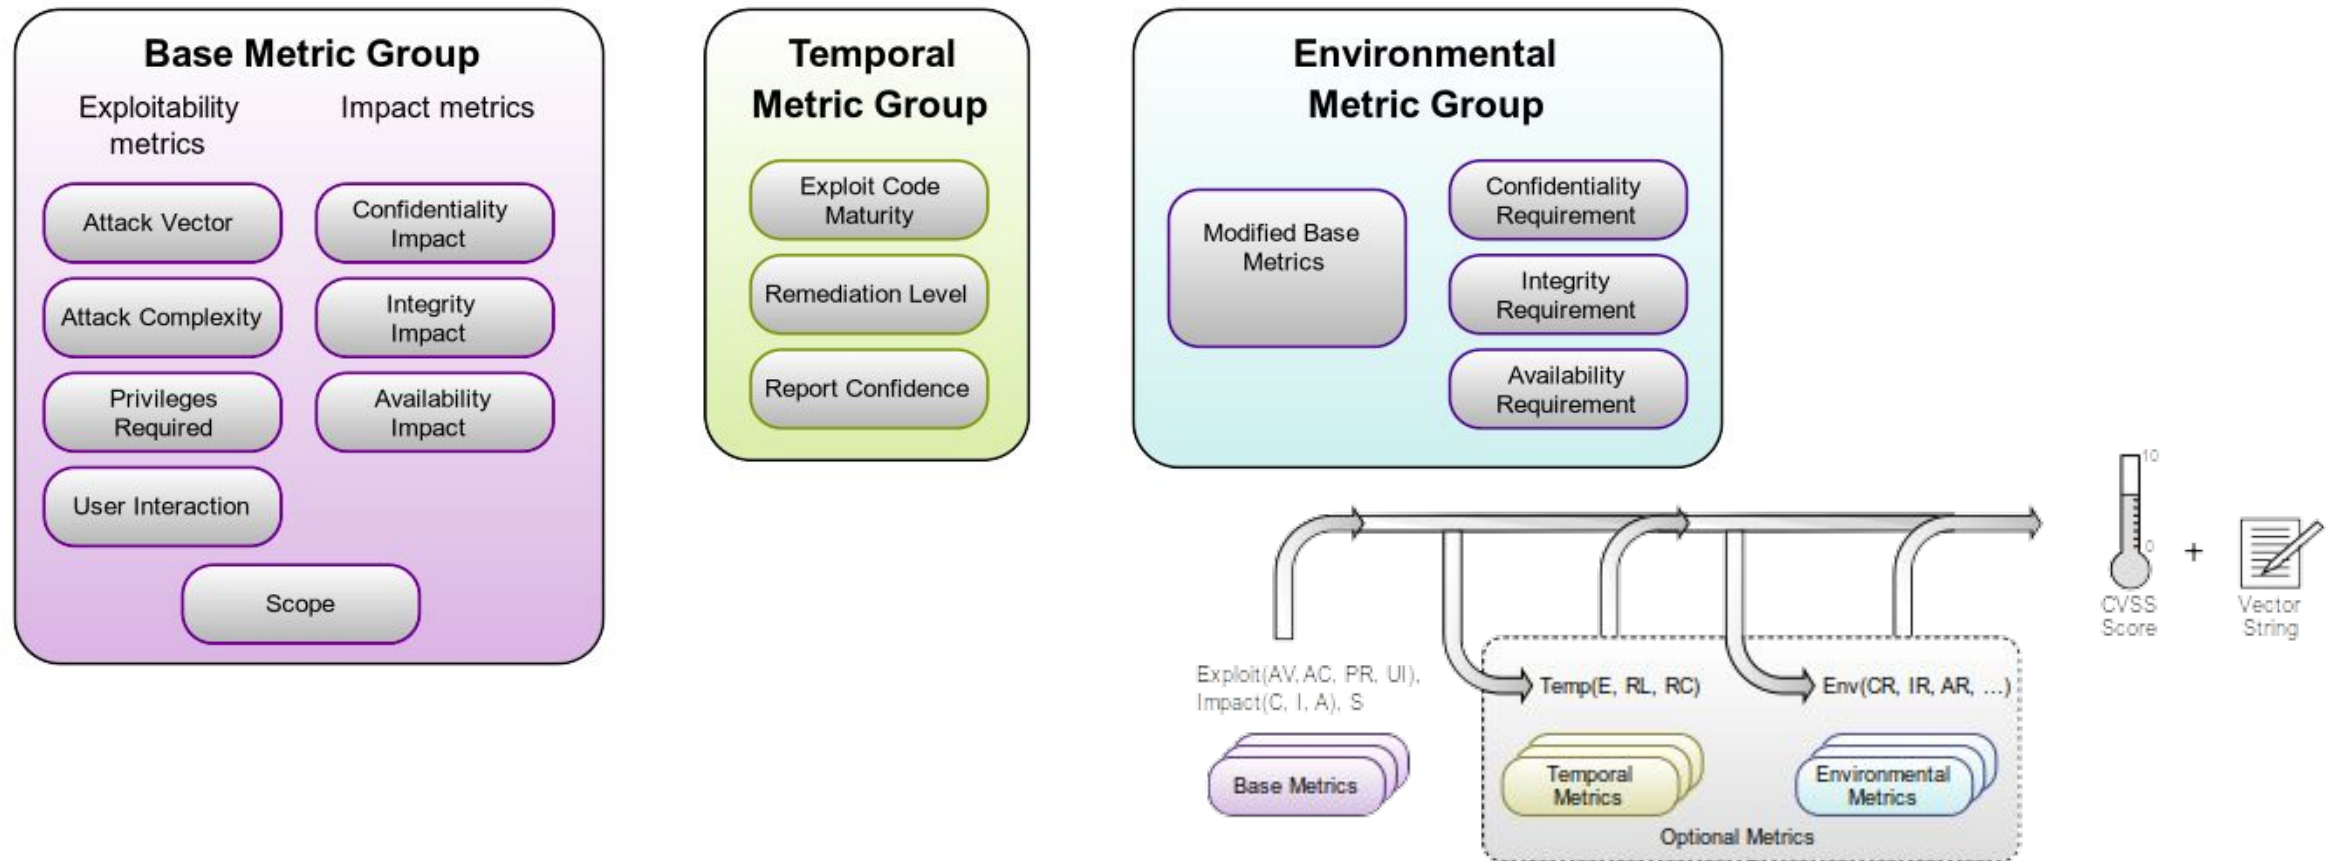 Base Metric Group
Exploitability
metrics
Impact metrics
Attack Vector
Attack Complexity
Privileges
Required
User Interaction
Confidentiality
Impact
Integrity
Impact
Availability
Impact
Scope
Temporal
Metric Group
Exploit Code
Maturity
Remediation Level
Report Confidence
Environmental
Metric Group
Modified Base
Metrics
Confidentiality
Requirement
Integrity
Requirement
Availability
Requirement
Exploit(AV, AC, PR, UI),
Impact(C, I, A), S
Base Metrics
Temp(E, RL, RC)
Temporal
Metrics
Env(CR, IR, AR, ...)
Environmental
Metrics
Optional Metrics
10
0
CVSS
Score
+
Vector
String